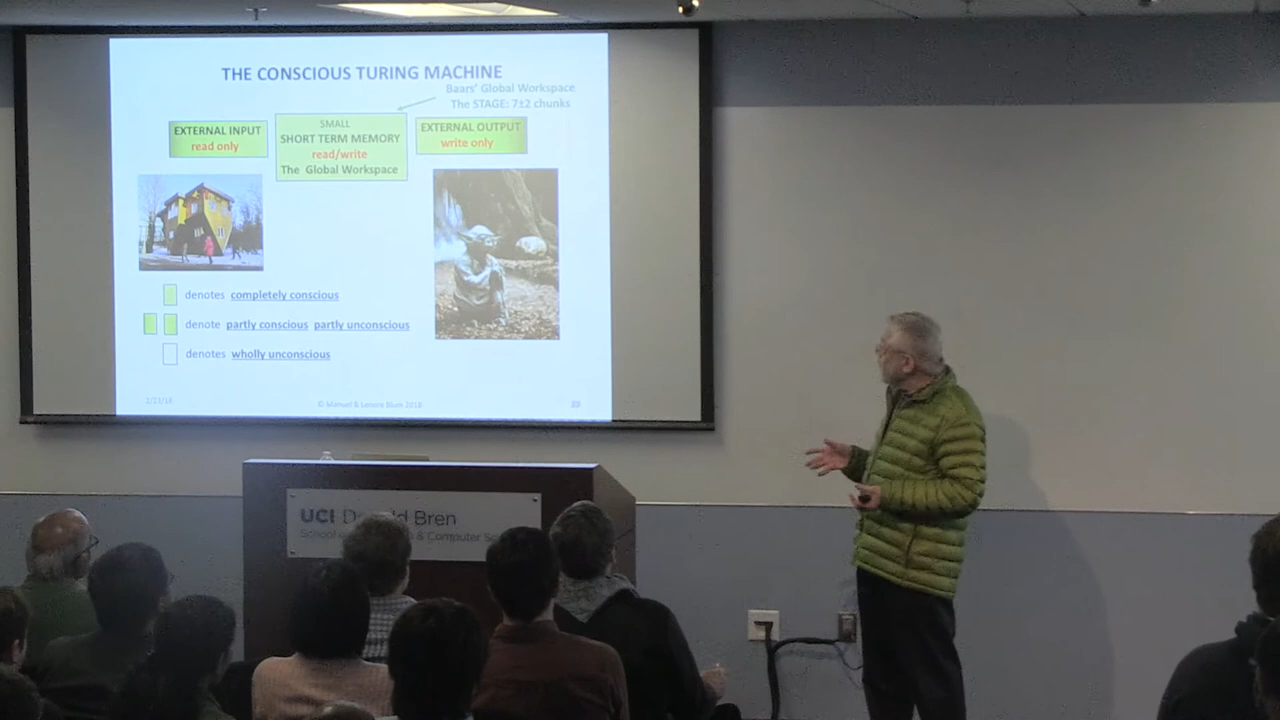 THE CONSCIOUS TURING MACHINE
Baars' Global Workspace
The STAGE: 7±2 chunks
EXTERNAL INPUT
read only
SMALL
SHORT TERM MEMORY
read/write
The Global Workspace
EXTERNAL OUTPUT
write only
denotes completely conscious
denote partly conscious partly unconscious
denotes wholly unconscious
© Manuel & Lenore Blum 2018
UCI Bren
School & Computer